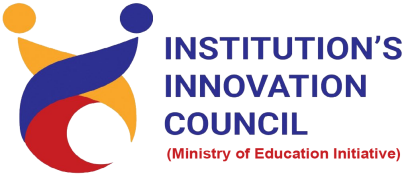 INSTITUTION'S
INNOVATION
COUNCIL
(Ministry of Education Initiative)